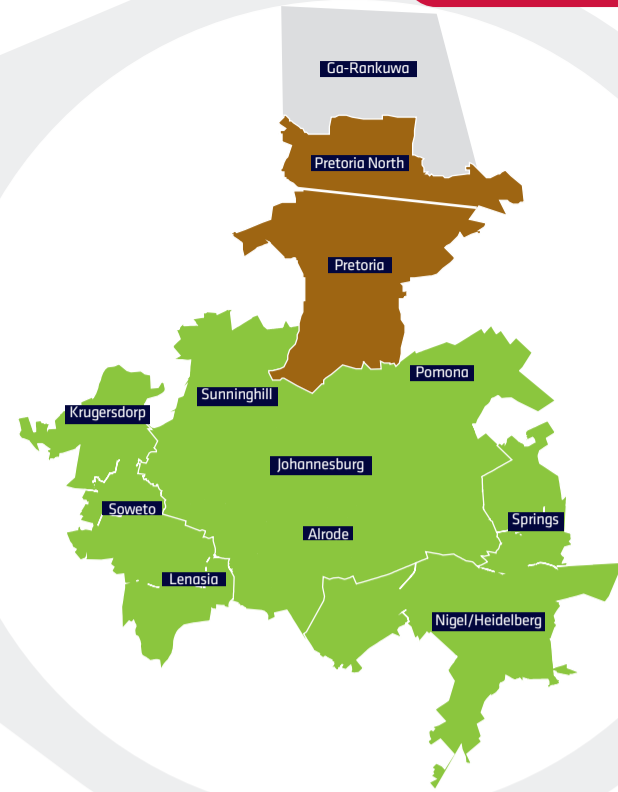 Ga-Rankuwa
Pretoria North
Pretoria
Pomona
Sunninghill
Krugersdorp
Johannesburg
Soweto
Springs
Alrode
Lenasia
Nigel/Heidelberg